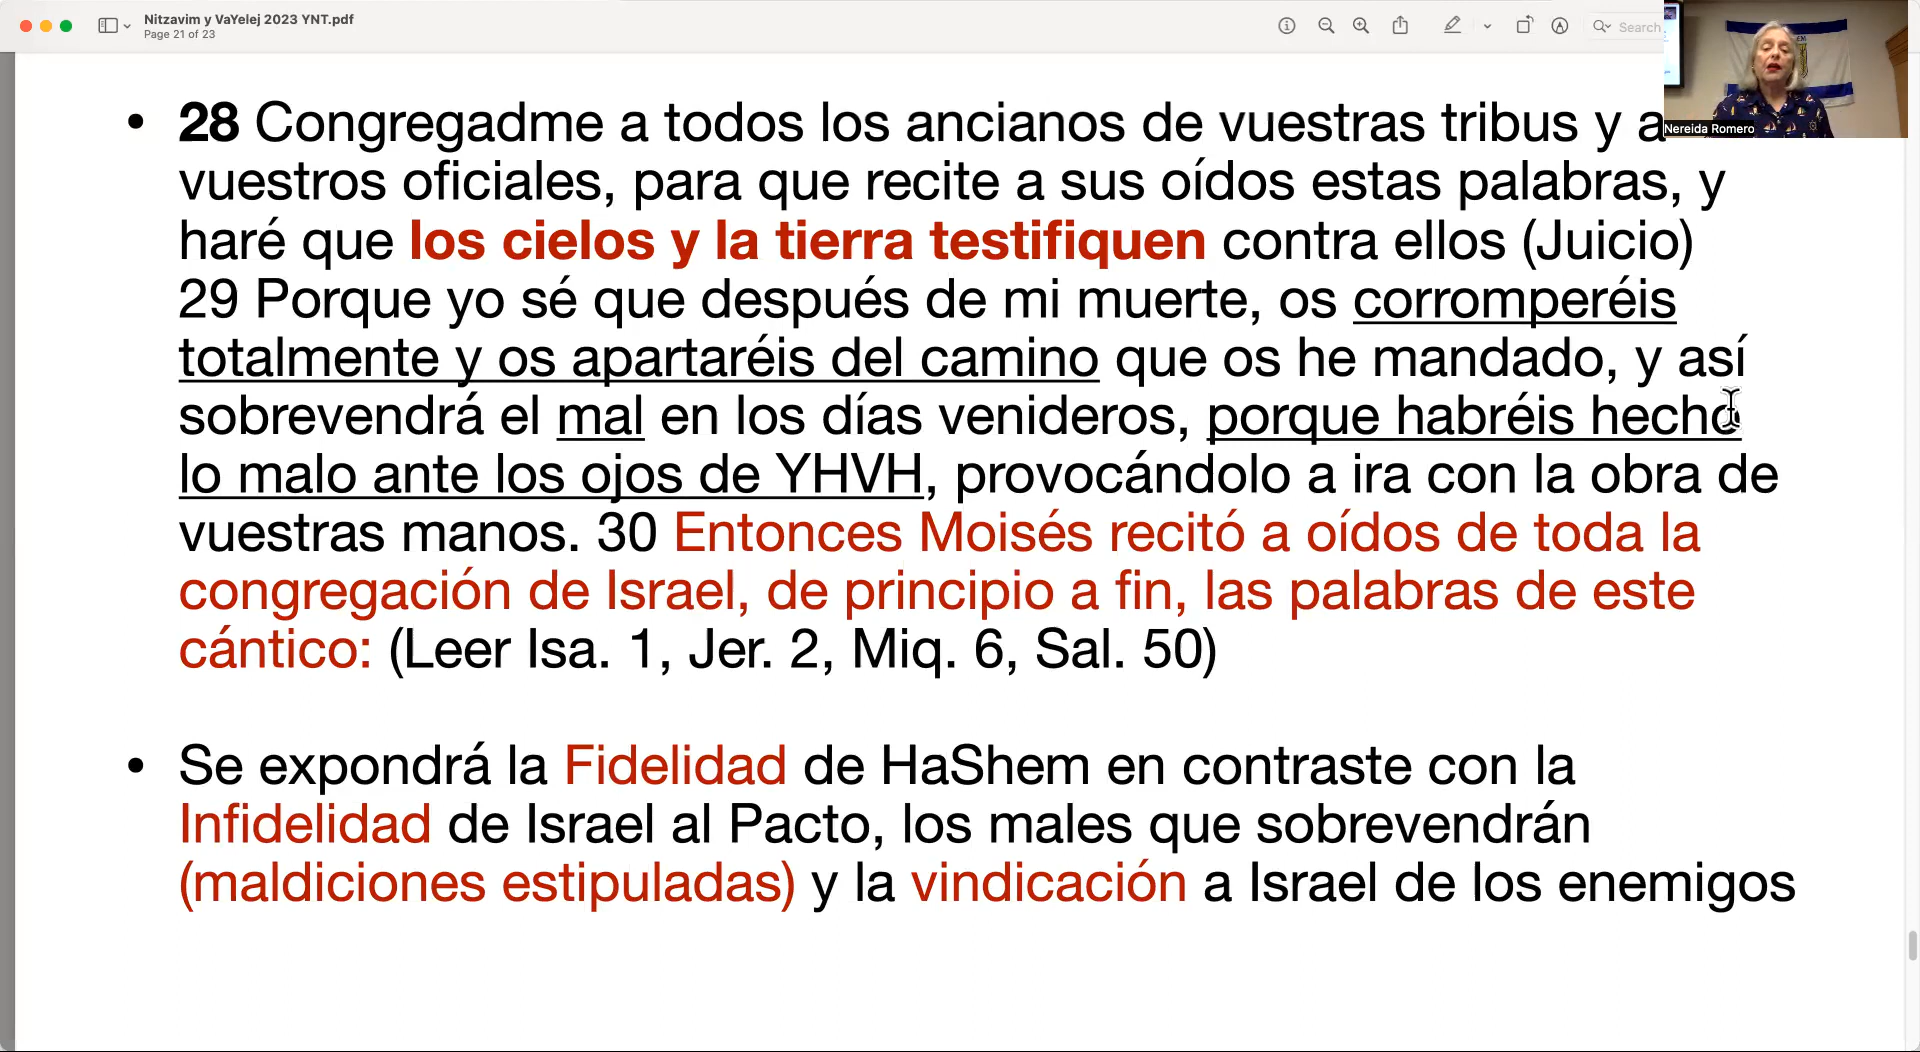 Nitzavim y VaYelej 2023 YNT.pdf
Page 21 of 23
Search
Nereida Romero
• 28 Congregadme a todos los ancianos de vuestras tribus y a
vuestros oficiales, para que recite a sus oídos estas palabras, y
haré que los cielos y la tierra testifiquen contra ellos (Juicio)
29 Porque yo sé que después de mi muerte, os corromperéis
totalmente y os apartaréis del camino que os he mandado, y así
sobrevendrá el mal en los días venideros, porque habréis hecho
lo malo ante los ojos de YHVH, provocándolo a ira con la obra de
vuestras manos. 30 Entonces Moisés recitó a oídos de toda la
congregación de Israel, de principio a fin, las palabras de este
cántico: (Leer Isa. 1, Jer. 2, Miq. 6, Sal. 50)
• Se expondrá la Fidelidad de HaShem en contraste con la
Infidelidad de Israel al Pacto, los males que sobrevendrán
(maldiciones estipuladas) y la vindicación a Israel de los enemigos